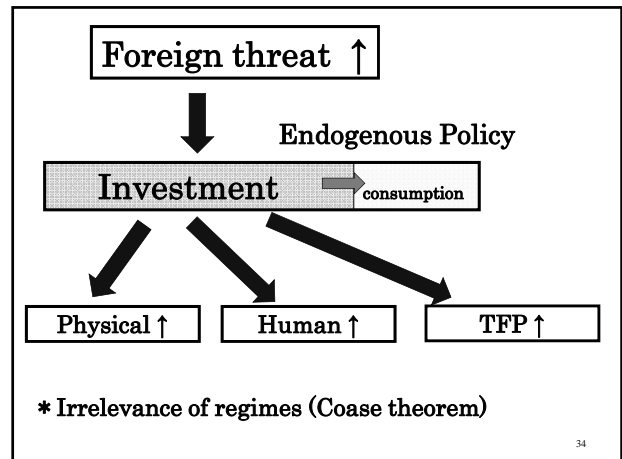 Foreign threat ↑
Endogenous Policy
Investment
consumption
Physical ↑
Human ↑
TFP ↑
* Irrelevance of regimes (Coase theorem)
34